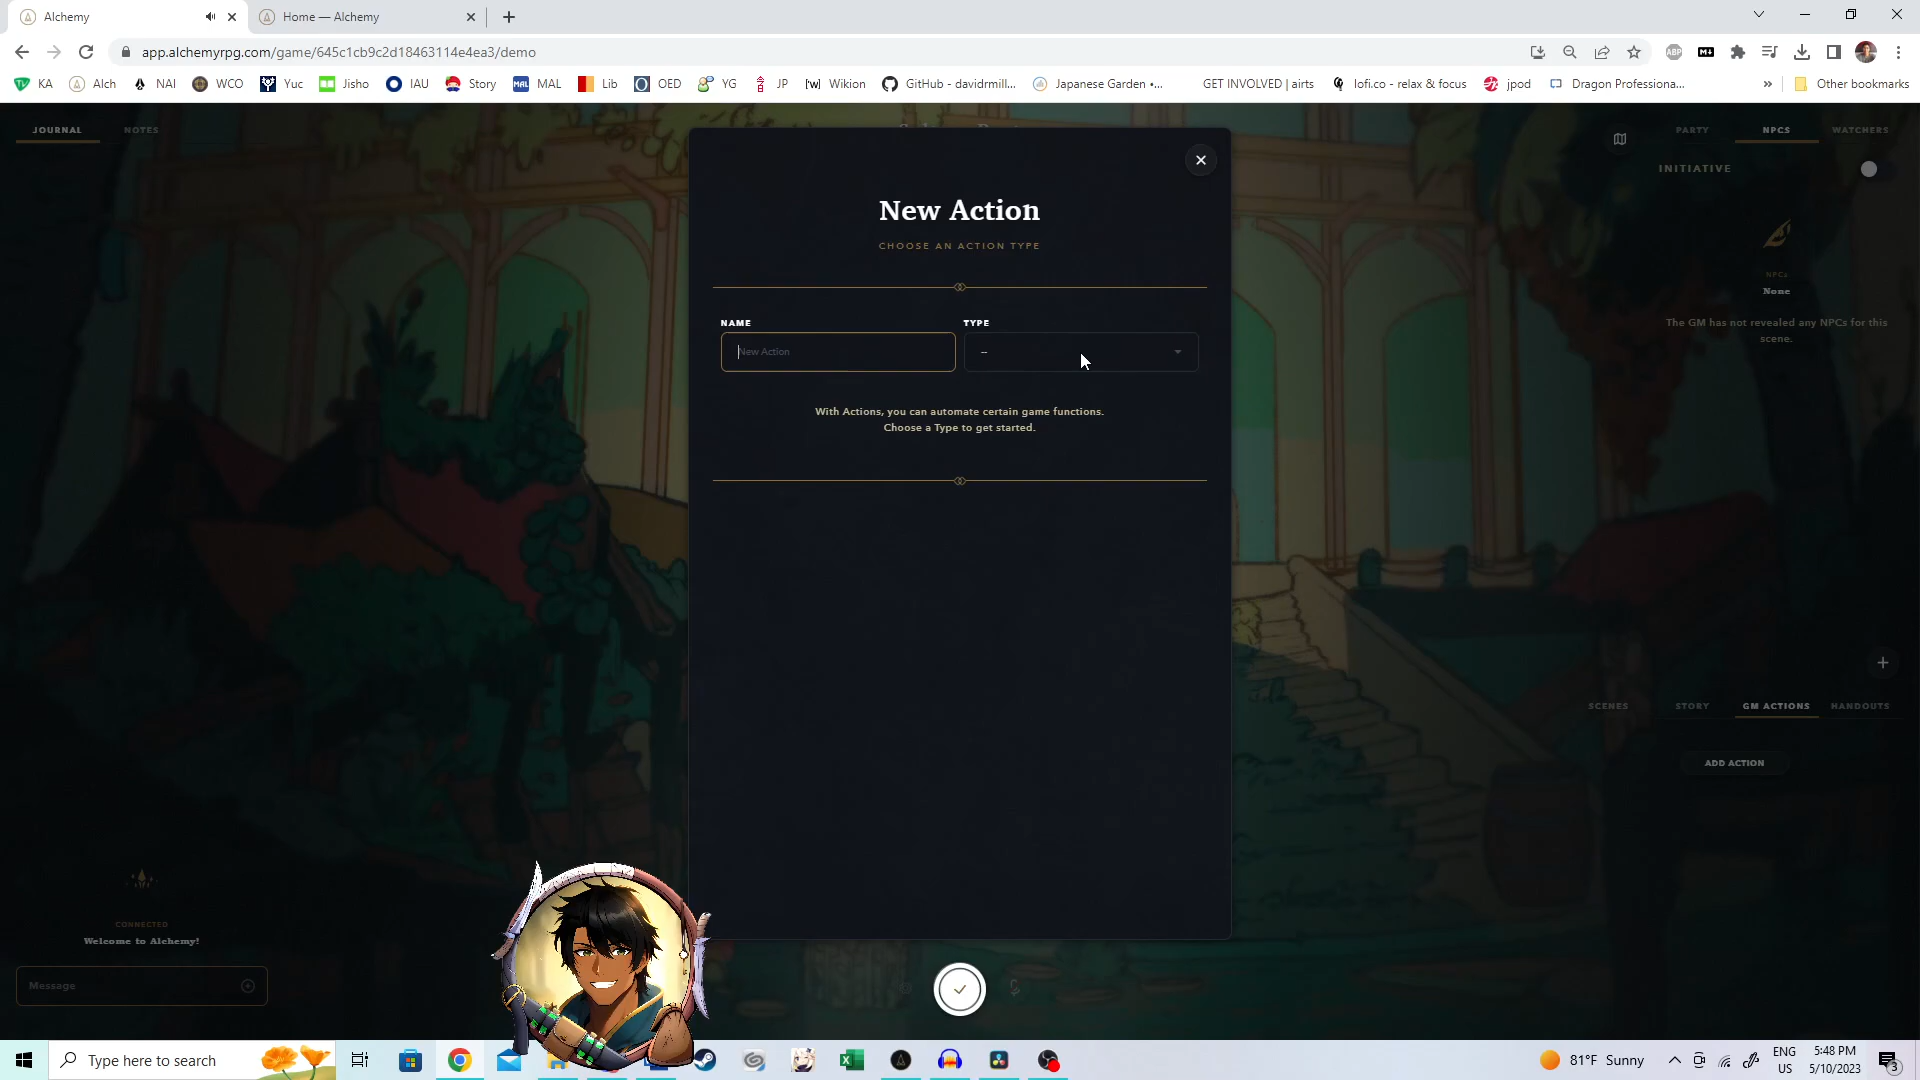 Alchemy
Home — Alchemy
app.alchemyrpg.com/game/645c1cb9c2d18463114e4ea3/demo
KA
Alch
NAI
WCO
Yuc
Jisho
IAU
Story
MAL
Lib
OED
YG
JP
Wikion
GitHub - davidrmill...
Japanese Garden •...
GET INVOLVED | airts
lofi.co - relax & focus
jpod
Dragon Professiona...
»
Other bookmarks
JOURNAL
NOTES
PARTY
NPCS
WATCHERS
INITIATIVE
New Action
CHOOSE AN ACTION TYPE
NAME
TYPE
New Action
--
With Actions, you can automate certain game functions.
Choose a Type to get started.
NPCs
None
The GM has not revealed any NPCs for this
scene.
SCENES
STORY
GM ACTIONS
HANDOUTS
ADD ACTION
CONNECTED
Welcome to Alchemy!
Message
Type here to search
81°F Sunny
ENG
US
5:48 PM
5/10/2023
3